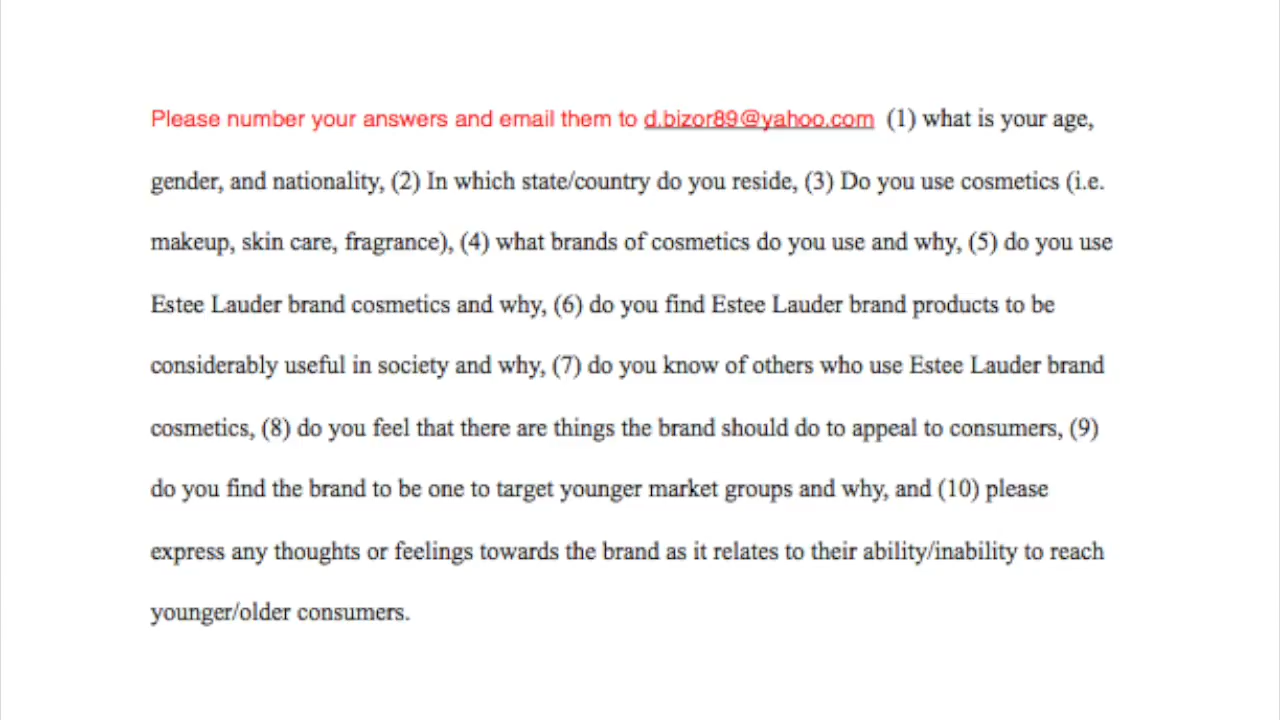 Please number your answers and email them to d.bizor89@yahoo.com (1) what is your age,
gender, and nationality, (2) In which state/country do you reside, (3) Do you use cosmetics (i.e.
makeup, skin care, fragrance), (4) what brands of cosmetics do you use and why, (5) do you use
Estee Lauder brand cosmetics and why, (6) do you find Estee Lauder brand products to be
considerably useful in society and why, (7) do you know of others who use Estee Lauder brand
cosmetics, (8) do you feel that there are things the brand should do to appeal to consumers, (9)
do you find the brand to be one to target younger market groups and why, and (10) please
express any thoughts or feelings towards the brand as it relates to their ability/inability to reach
younger/older consumers.